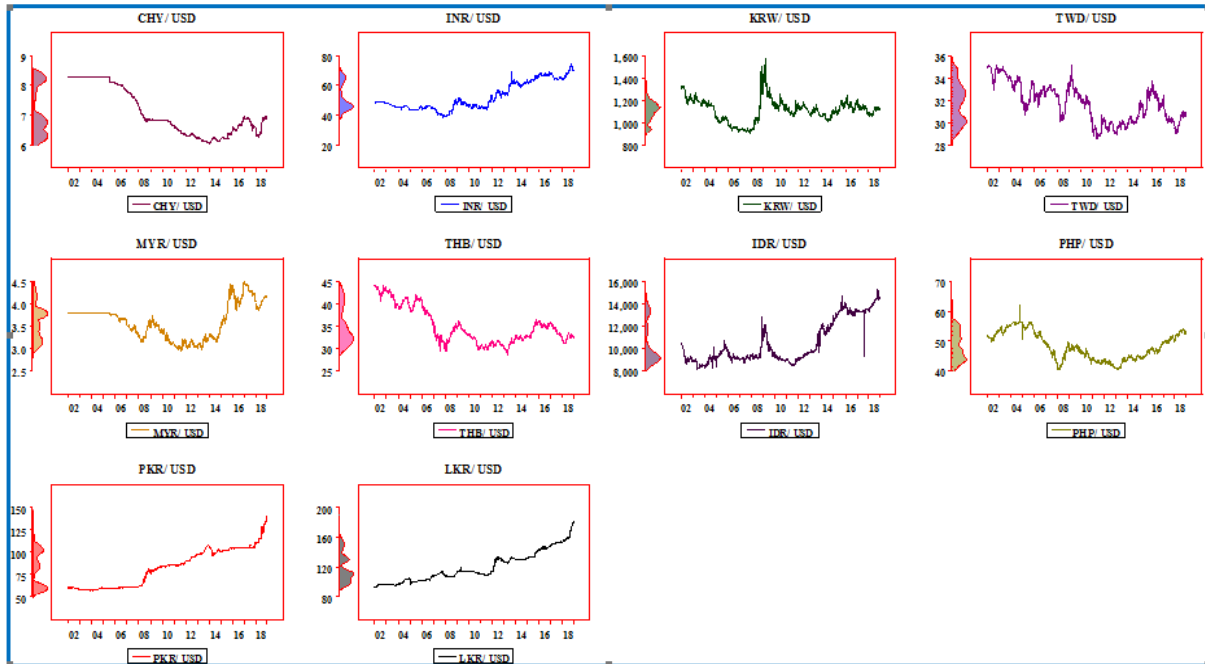 CHY/ USD INR/ USD KRW/ USD TWD/ USD
9 80 1,600 36
8 60 1,400 34
7 40 1,200 32
6 20 1,000 30
800 28
02 04 06 08 10 12 14 16 18 02 04 06 08 10 12 14 16 18 02 04 06 08 10 12 14 16 18 02 04 06 08 10 12 14 16 18
CHY/ USD INR/ USD KRW/ USD TWD/ USD
MYR/ USD THB/ USD IDR/ USD PHP/ USD
4.5 45 16,000 70
4.0 40 14,000 60
3.5 35 12,000 50
3.0 30 10,000 40
2.5 25 8,000
02 04 06 08 10 12 14 16 18 02 04 06 08 10 12 14 16 18 02 04 06 08 10 12 14 16 18 02 04 06 08 10 12 14 16 18
MYR/ USD THB/ USD IDR/ USD PHP/ USD
PKR/ USD LKR/ USD
150 200
125 160
100 120
75 80
50
02 04 06 08 10 12 14 16 18 02 04 06 08 10 12 14 16 18
PKR/ USD LKR/ USD